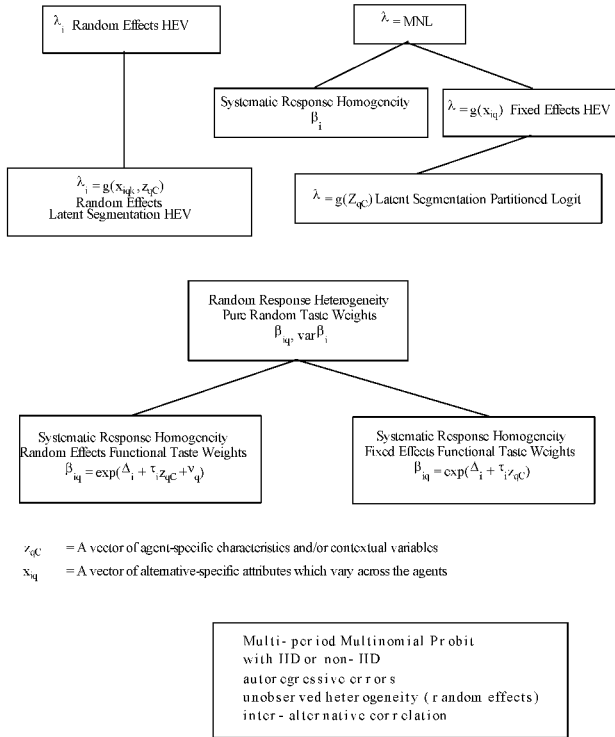 λi Random Effects HEV
λ = MNL
Systematic Response Homogeneity
βi
λ = g(xiq) Fixed Effects HEV
λi = g(xiqk, zqC)
Random Effects
Latent Segmentation HEV
λ = g(ZqC) Latent Segmentation Partitioned Logit
Random Response Heterogeneity
Pure Random Taste Weights
βiq, varβi
Systematic Response Homogeneity
Random Effects Functional Taste Weights
βiq = exp(Δi + τizqC+νq)
Systematic Response Homogeneity
Fixed Effects Functional Taste Weights
βiq = exp(Δi + τizqC)
zqC = A vector of agent-specific characteristics and/or contextual variables
xiq = A vector of alternative-specific attributes which vary across the agents
Multi- period Multinomial Probit
with IID or non- IID
autoregressive errors
unobserved heterogeneity (random effects)
inter- alternative correlation